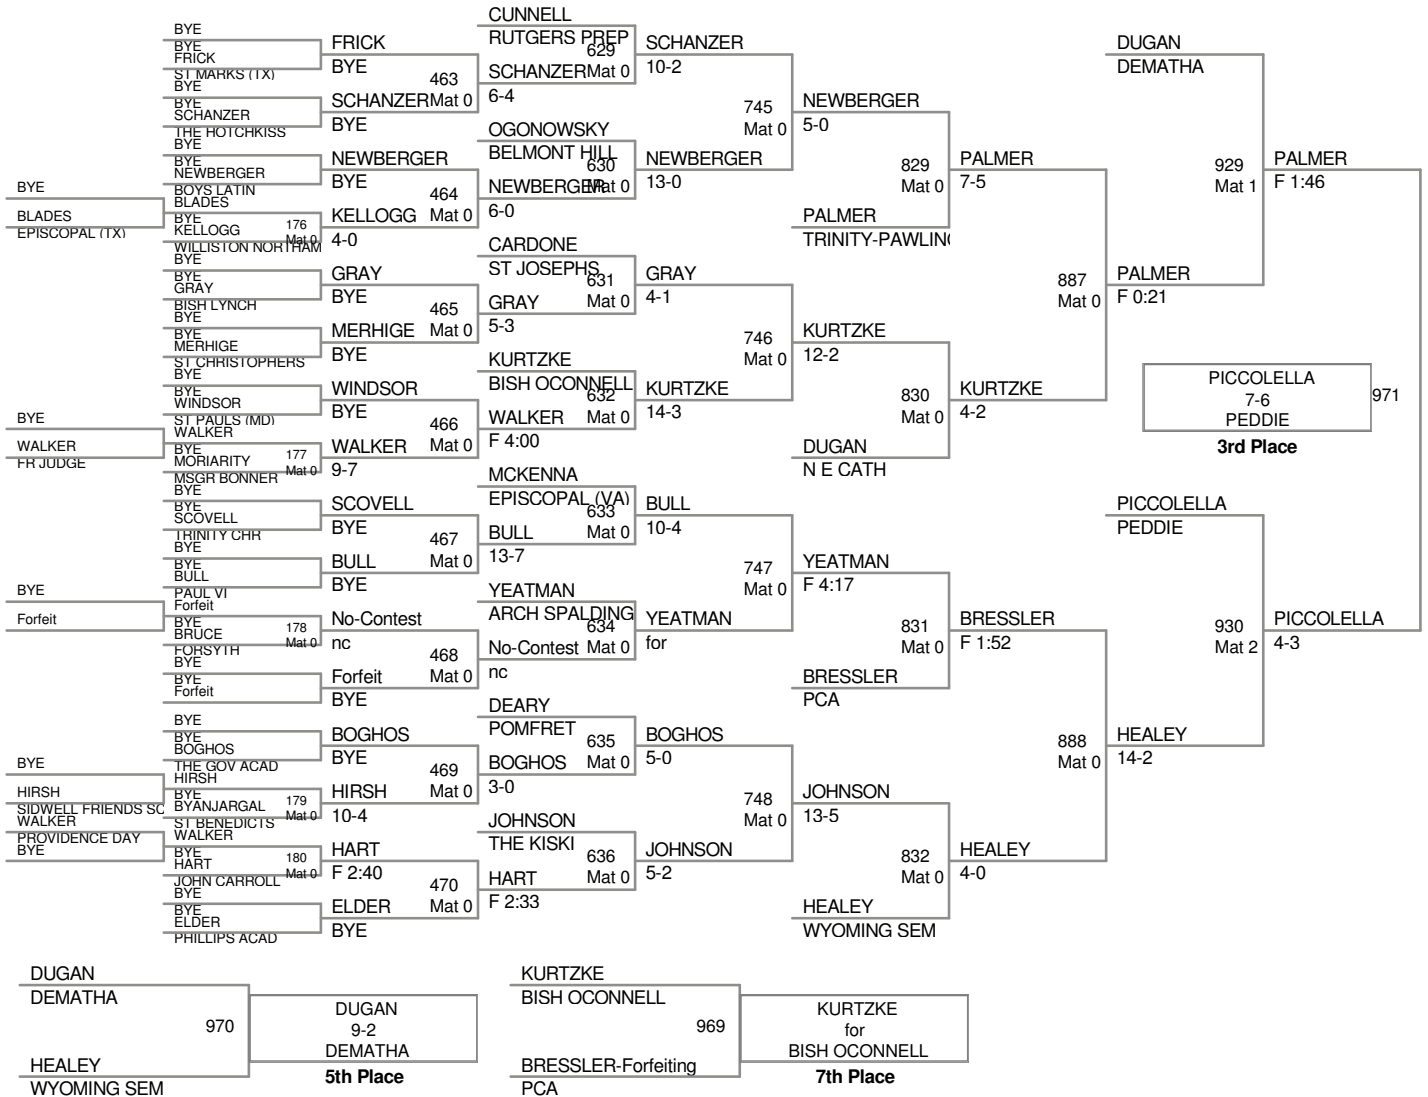 BYE
BLADES
EPISCOPAL (TX)
BYE
WALKER
FR JUDGE
BYE
Forfeit
BYE
HIRSH
SIDWELL FRIENDS SC
WALKER
PROVIDENCE DAY
BYE
BYE
BYE
FRICK
ST MARKS (TX)
BYE
BYE
SCHANZER
THE HOTCHKISS
BYE
BYE
NEWBERGER
BOYS LATIN
BLADES
BYE
KELLOGG
176
Mat 0
WILLISTON NORTHAM
BYE
BYE
GRAY
BISH LYNCH
BYE
BYE
MERHIGE
ST CHRISTOPHERS
BYE
BYE
WINDSOR
ST PAULS (MD)
WALKER
BYE
MORIARITY
177
Mat 0
MSGR BONNER
BYE
BYE
SCOVELL
TRINITY CHR
BYE
BYE
BULL
PAUL VI
Forfeit
BYE
BRUCE
178
Mat 0
FORSYTH
BYE
BYE
Forfeit
BYE
BYE
BOGHOS
THE GOV ACAD
HIRSH
BYE
BYANJARGAL
179
Mat 0
ST BENEDICTS
WALKER
BYE
HART
180
Mat 0
JOHN CARROLL
BYE
BYE
ELDER
PHILLIPS ACAD
FRICK
BYE
463
Mat 0
SCHANZER
BYE
NEWBERGER
BYE
464
Mat 0
KELLOGG
4-0
GRAY
BYE
465
Mat 0
MERHIGE
BYE
WINDSOR
BYE
466
Mat 0
WALKER
9-7
SCOVELL
BYE
467
Mat 0
BULL
BYE
No-Contest
nc
468
Mat 0
Forfeit
BYE
BOGHOS
BYE
469
Mat 0
HIRSH
10-4
HART
F 2:40
470
Mat 0
ELDER
BYE
CUNNELL
RUTGERS PREP
629
Mat 0
SCHANZER
6-4
OGONOWSKY
BELMONT HILL
630
Mat 0
NEWBERGER
6-0
CARDONE
ST JOSEPHS
631
Mat 0
GRAY
5-3
KURTZKE
BISH OCONNELL
632
Mat 0
WALKER
F 4:00
MCKENNA
EPISCOPAL (VA)
633
Mat 0
BULL
13-7
YEATMAN
ARCH SPALDING
634
Mat 0
No-Contest
nc
DEARY
POMFRET
635
Mat 0
BOGHOS
3-0
JOHNSON
THE KISKI
636
Mat 0
HART
F 2:33
SCHANZER
10-2
745
Mat 0
NEWBERGER
13-0
GRAY
4-1
746
Mat 0
KURTZKE
14-3
BULL
10-4
747
Mat 0
YEATMAN
for
BOGHOS
5-0
748
Mat 0
JOHNSON
5-2
NEWBERGER
5-0
829
Mat 0
PALMER
TRINITY-PAWLING
KURTZKE
12-2
830
Mat 0
DUGAN
N E CATH
YEATMAN
F 4:17
831
Mat 0
BRESSLER
PCA
JOHNSON
13-5
832
Mat 0
HEALEY
WYOMING SEM
PALMER
7-5
887
Mat 0
KURTZKE
4-2
BRESSLER
F 1:52
888
Mat 0
HEALEY
4-0
DUGAN
DEMATHA
929
Mat 1
PALMER
F 0:21
PICCOLELLA
PEDDIE
930
Mat 2
HEALEY
14-2
PALMER
F 1:46
PICCOLELLA
7-6
PEDDIE
971
3rd Place
PICCOLELLA
4-3
DUGAN
DEMATHA
970
HEALEY
WYOMING SEM
DUGAN
9-2
DEMATHA
5th Place
KURTZKE
BISH OCONNELL
969
BRESSLER-Forfeiting
PCA
KURTZKE
for
BISH OCONNELL
7th Place